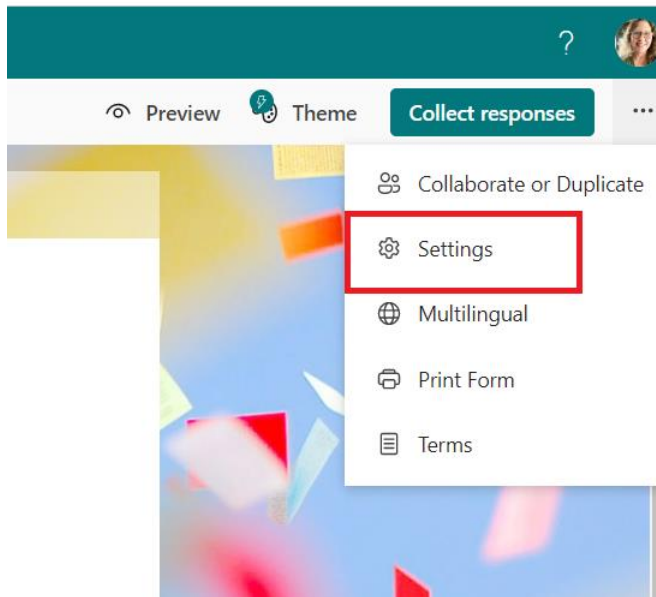 ?
Preview Theme Collect responses ...
Collaborate or Duplicate
Settings
Multilingual
Print Form
Terms